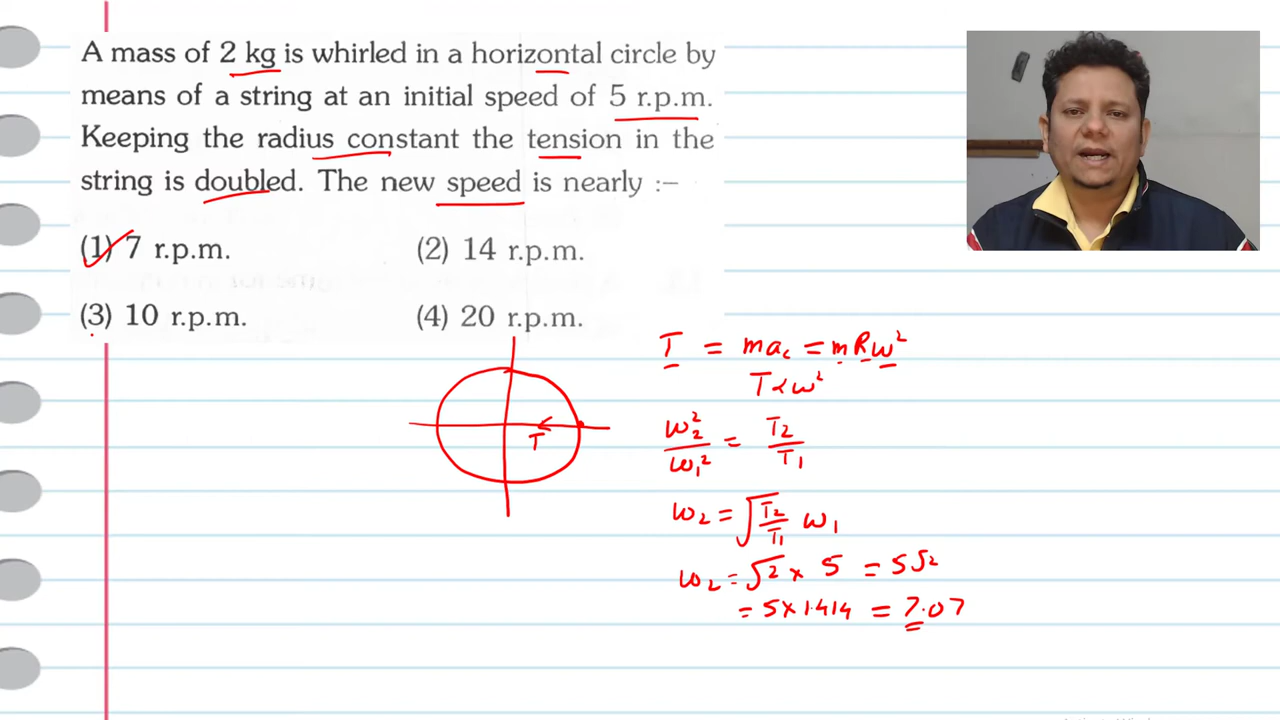 A mass of 2 kg is whirled in a horizontal circle by
means of a string at an initial speed of 5 r.p.m.
Keeping the radius constant the tension in the
string is doubled. The new speed is nearly :–
(1) 7 r.p.m. (2) 14 r.p.m.
(3) 10 r.p.m. (4) 20 r.p.m.
T = ma꜀ = mRω²
T ∝ ω²
ω₂²/ω₁² = T₂/T₁
T
ω₂ = √(T₂/T₁) ω₁
ω₂ = √2 × 5 = 5√2
= 5×1.414 = 7.07